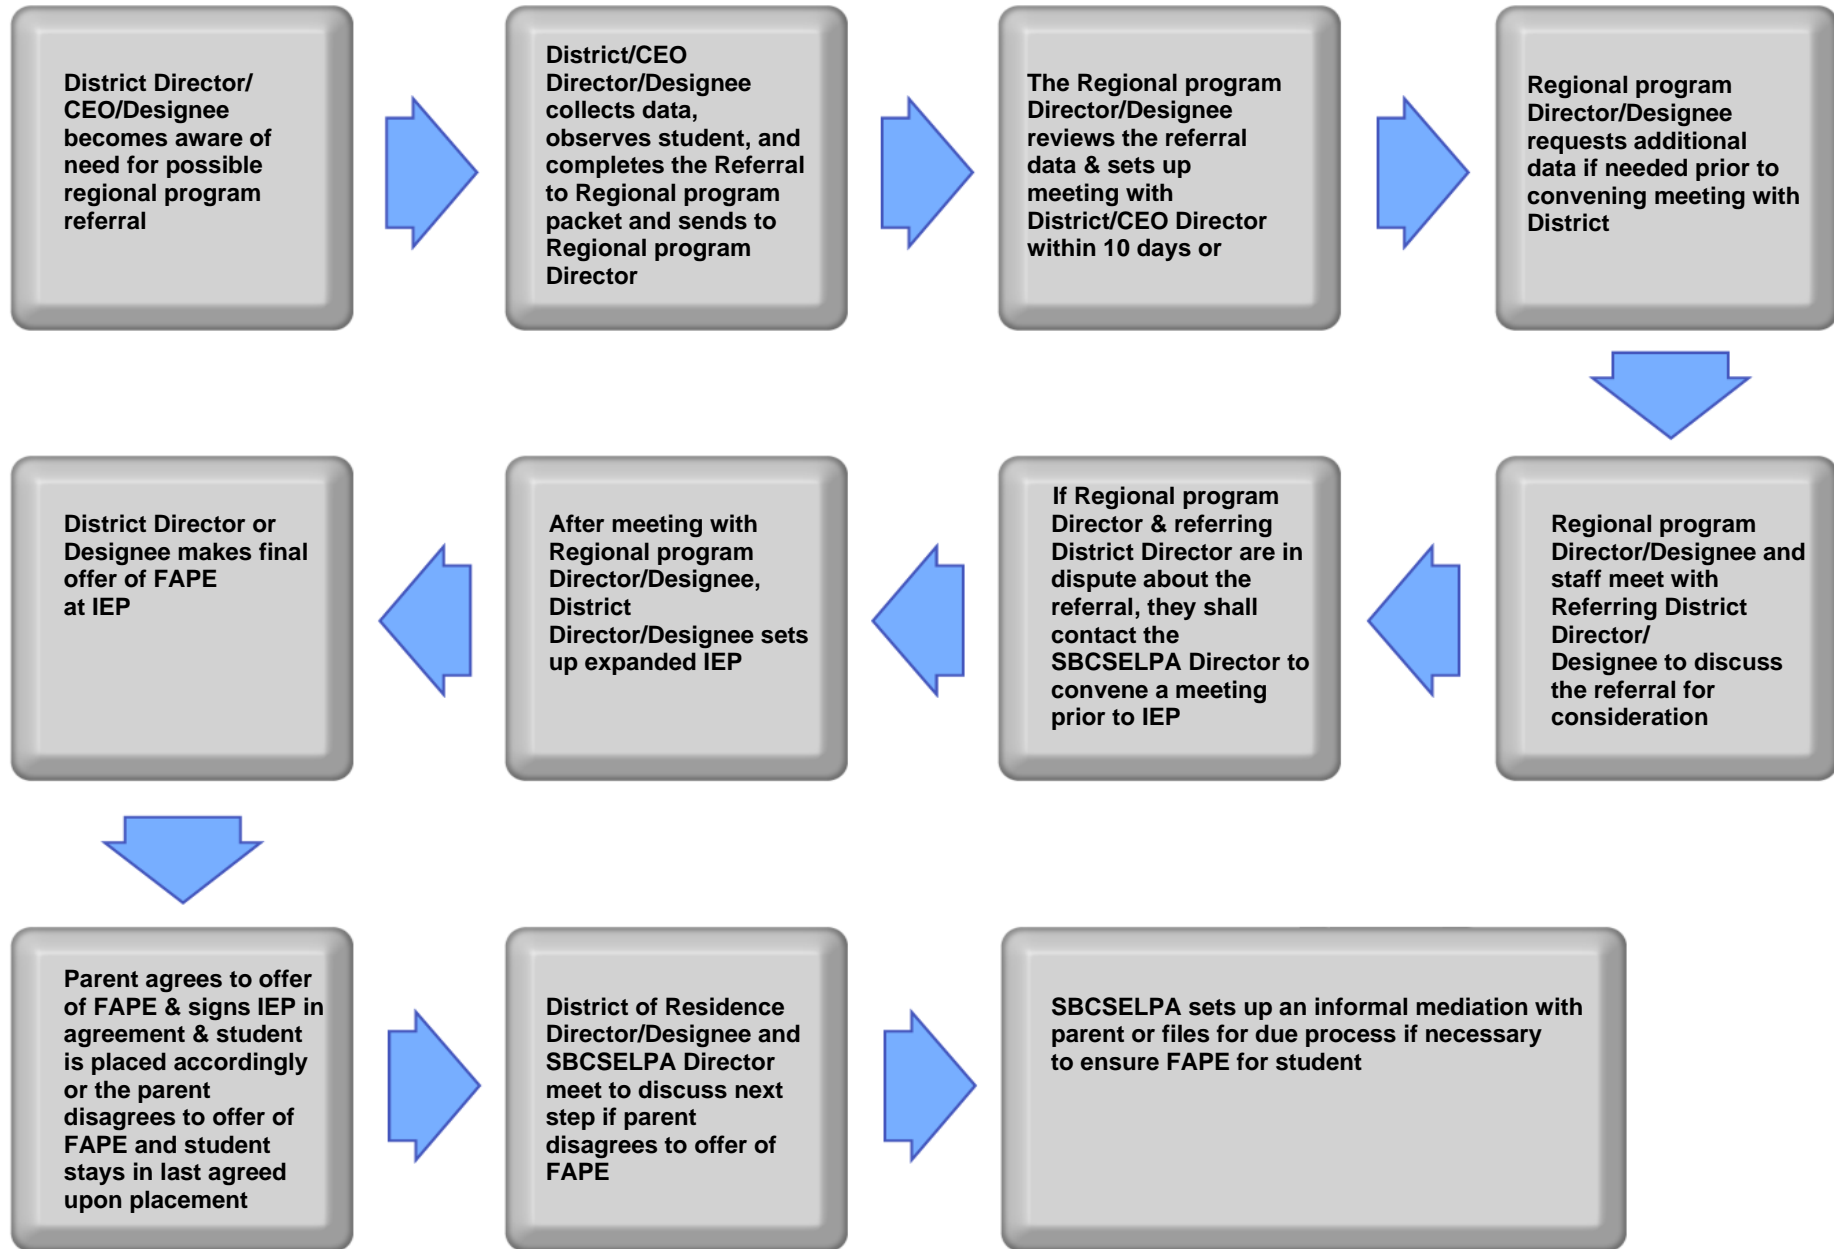 District Director/
CEO/Designee
becomes aware of
need for possible
regional program
referral
District/CEO
Director/Designee
collects data,
observes student, and
completes the Referral
to Regional program
packet and sends to
Regional program
Director
The Regional program
Director/Designee
reviews the referral
data & sets up
meeting with
District/CEO Director
within 10 days or
Regional program
Director/Designee
requests additional
data if needed prior to
convening meeting with
District
Regional program
Director/Designee and
staff meet with
Referring District
Director/
Designee to discuss
the referral for
consideration
If Regional program
Director & referring
District Director are in
dispute about the
referral, they shall
contact the
SBCSELPA Director to
convene a meeting
prior to IEP
After meeting with
Regional program
Director/Designee,
District
Director/Designee sets
up expanded IEP
District Director or
Designee makes final
offer of FAPE
at IEP
Parent agrees to offer
of FAPE & signs IEP in
agreement & student
is placed accordingly
or the parent
disagrees to offer of
FAPE and student
stays in last agreed
upon placement
District of Residence
Director/Designee and
SBCSELPA Director
meet to discuss next
step if parent
disagrees to offer of
FAPE
SBCSELPA sets up an informal mediation with
parent or files for due process if necessary
to ensure FAPE for student